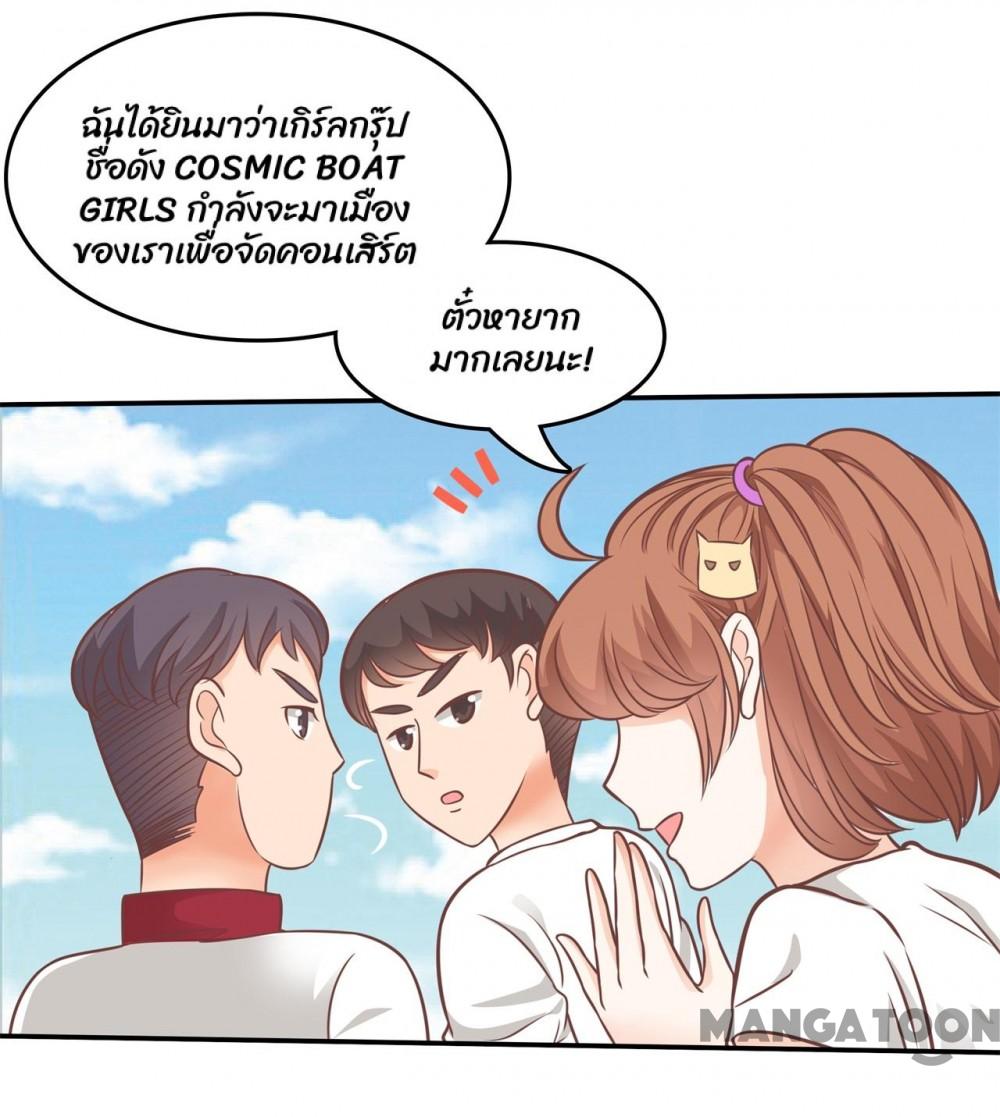 ฉันได้ยินมาว่าเกิร์ลกรุ๊ป
ชื่อดัง COSMIC BOAT
GIRLS กำลังจะมาเมือง
ของเราเพื่อจัดคอนเสิร์ต
ตั๋วหายาก
มากเลยนะ!
MANGATOON